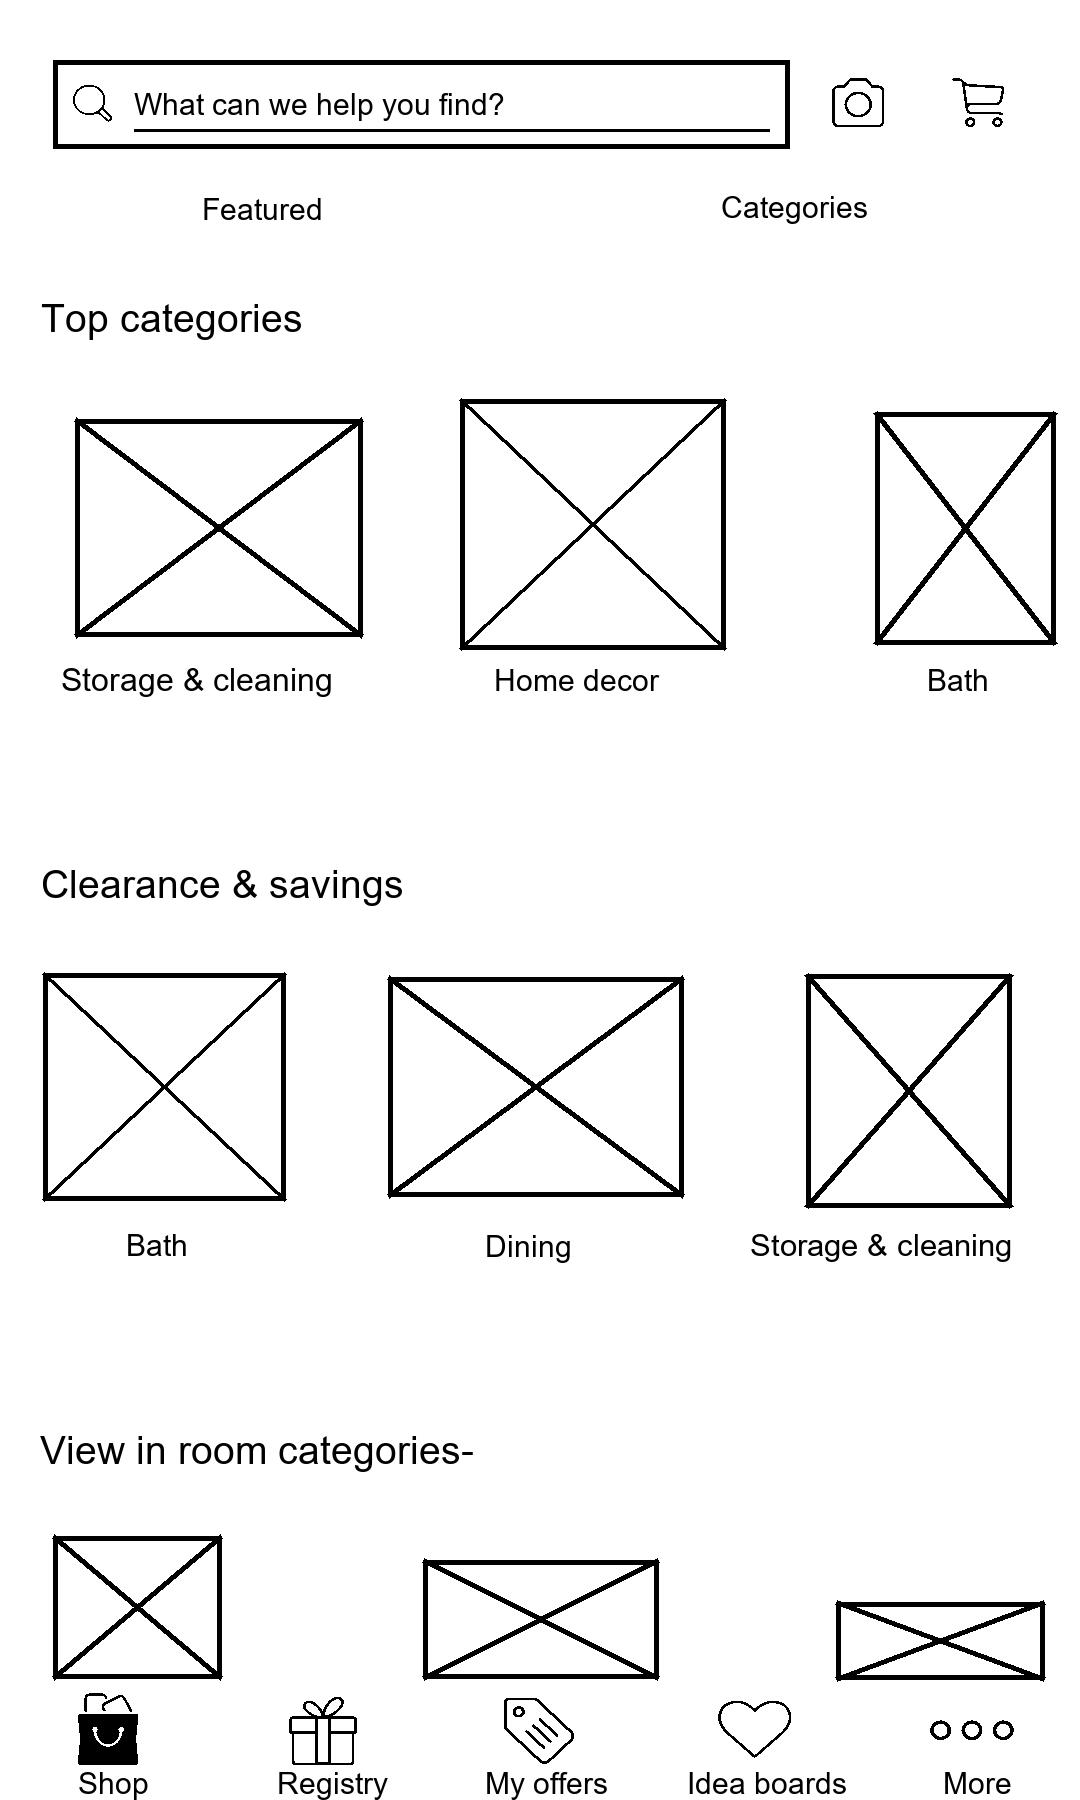 What can we help you find?
Featured
Categories
Top categories
Storage & cleaning
Home decor
Bath
Clearance & savings
Bath
Dining
Storage & cleaning
View in room categories-
Shop
Registry
My offers
Idea boards
More